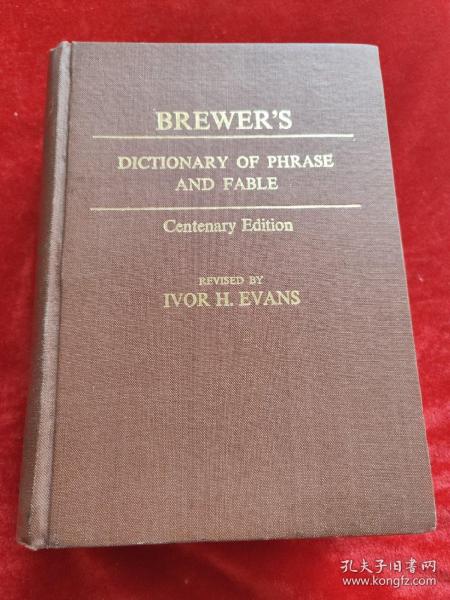 BREWER'S
DICTIONARY OF PHRASE
AND FABLE
Centenary Edition
REVISED BY
IVOR H. EVANS
孔夫子旧书网
www.kongfz.com